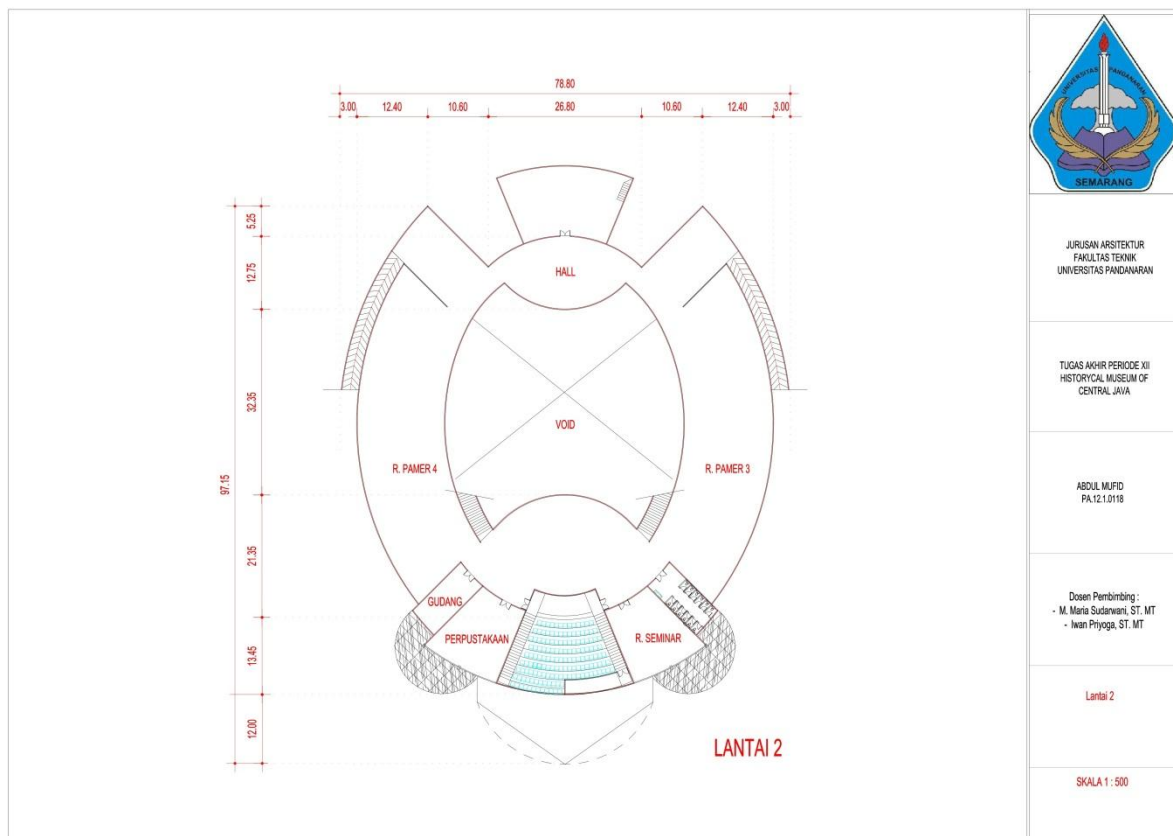 78.80
3.00 12.40 10.60 26.80 10.60 12.40 3.00
5.25
12.75
32.35
97.15
21.35
13.45
12.00
HALL
VOID
R. PAMER 4
R. PAMER 3
GUDANG
PERPUSTAKAAN
R. SEMINAR
LANTAI 2
UNIVERSITAS PANDANARAN
SEMARANG
JURUSAN ARSITEKTUR
FAKULTAS TEKNIK
UNIVERSITAS PANDANARAN
TUGAS AKHIR PERIODE XII
HISTORYCAL MUSEUM OF
CENTRAL JAVA
ABDUL MUFID
PA.12.1.0118
Dosen Pembimbing :
- M. Maria Sudarwani, ST. MT
- Iwan Priyoga, ST. MT
Lantai 2
SKALA 1 : 500